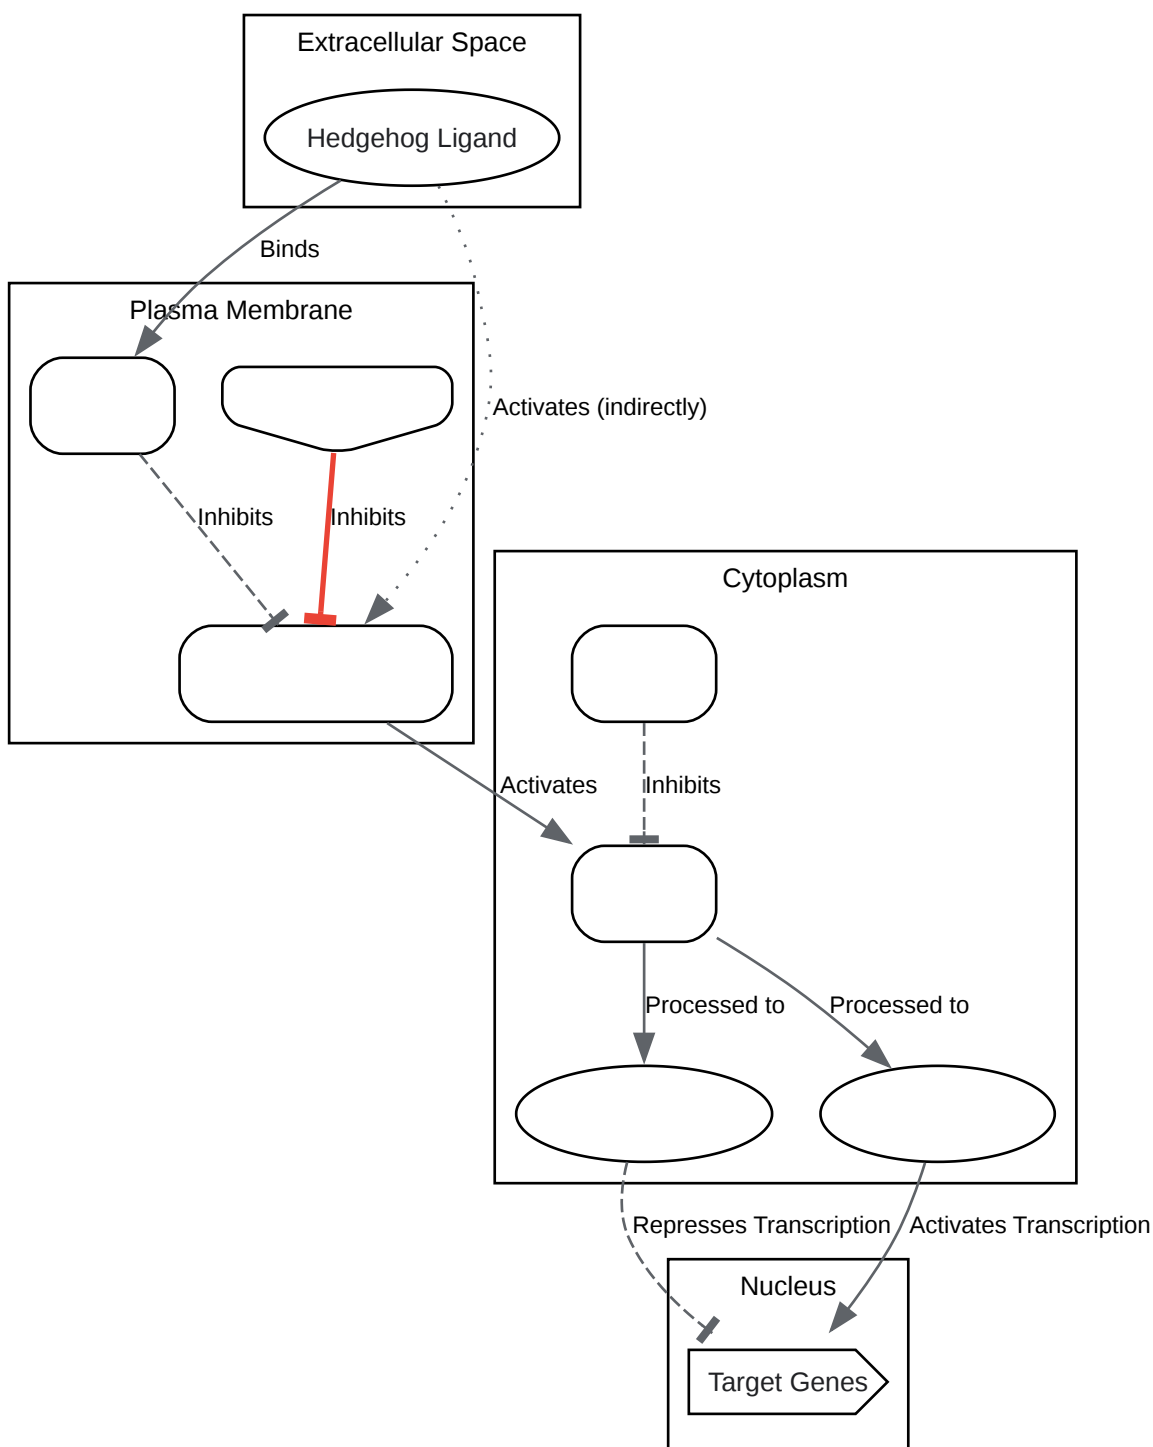 Extracellular Space
Hedgehog Ligand
Binds
Plasma Membrane
Activates (indirectly)
Inhibits
Inhibits
Cytoplasm
Activates
Inhibits
Processed to
Processed to
Represses Transcription
Activates Transcription
Nucleus
Target Genes